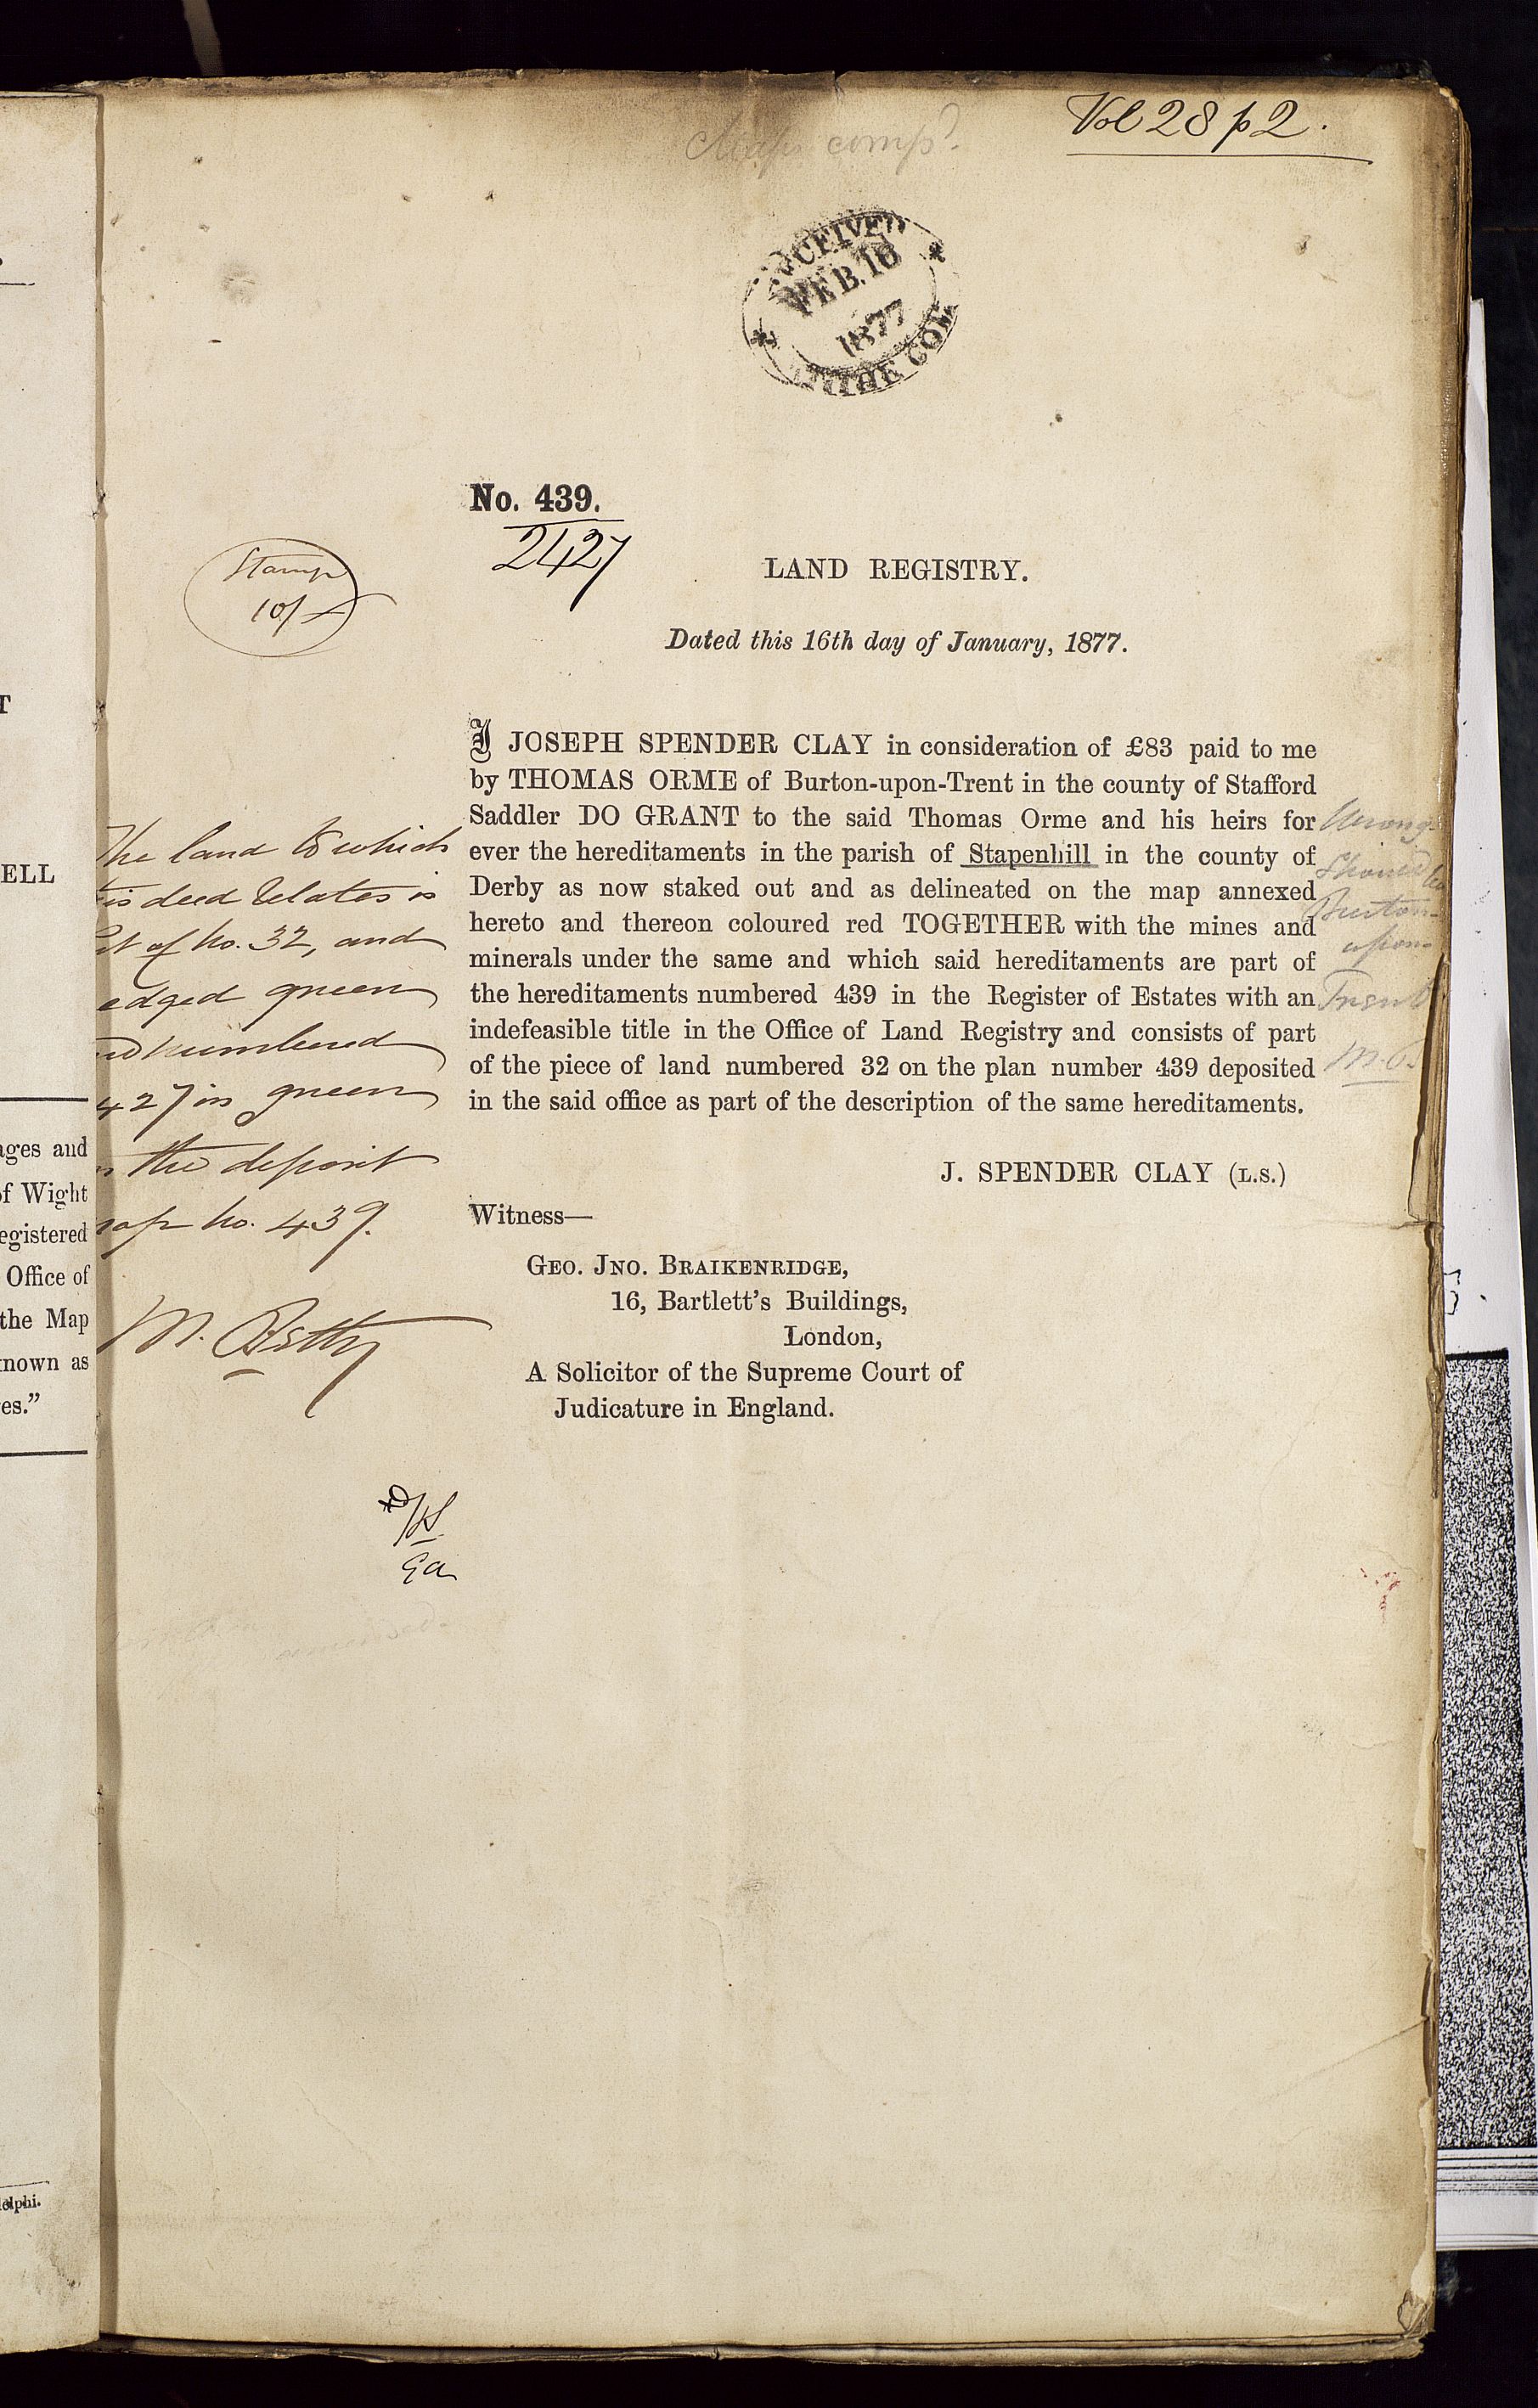 Vol 28 p 2.
Map comp?
RECEIVED
FEB. 16
1877
No. 439.
2427
Stamp
10/-
LAND REGISTRY.
Dated this 16th day of January, 1877.
I JOSEPH SPENDER CLAY in consideration of £83 paid to me
by THOMAS ORME of Burton-upon-Trent in the county of Stafford
Saddler DO GRANT to the said Thomas Orme and his heirs for
ever the hereditaments in the parish of Stapenhill in the county of
Derby as now staked out and as delineated on the map annexed
hereto and thereon coloured red TOGETHER with the mines and
minerals under the same and which said hereditaments are part of
the hereditaments numbered 439 in the Register of Estates with an
indefeasible title in the Office of Land Registry and consists of part
of the piece of land numbered 32 on the plan number 439 deposited
in the said office as part of the description of the same hereditaments.
J. SPENDER CLAY (L.S.)
Witness—
GEO. JNO. BRAIKENRIDGE,
16, Bartlett's Buildings,
London,
A Solicitor of the Supreme Court of
Judicature in England.
The land to which
this deed relates is
of No. 32, and
edged green
numbered
427 in green
the deposit
map No. 439.
Wrong
Should be
Burton-
upon-
Trent
T
ELL
ages and
of Wight
egistered
Office of
the Map
known as
es.”
elphi.